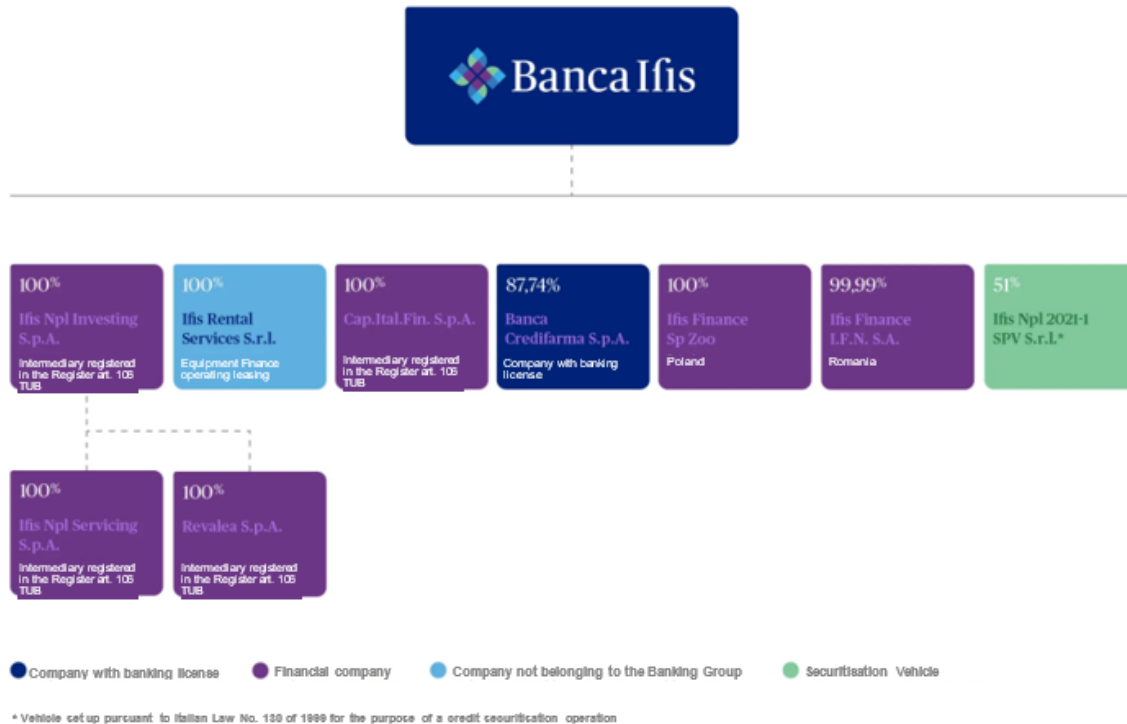 Banca Ifis
100%
Ifis Npl Investing
S.p.A.
Intermediary registered
in the Register art. 106
TUB
100%
Ifis Rental
Services S.r.l.
Equipment Finance
operating leasing
100%
Cap.Ital.Fin. S.p.A.
Intermediary registered
in the Register art. 106
TUB
87,74%
Banca
Credifarma S.p.A.
Company with banking
license
100%
Ifis Finance
Sp Zoo
Poland
99,99%
Ifis Finance
I.F.N. S.A.
Romania
51%
Ifis Npl 2021-1
SPV S.r.l.*
100%
Ifis Npl Servicing
S.p.A.
Intermediary registered
in the Register art. 106
TUB
100%
Revalea S.p.A.
Intermediary registered
in the Register art. 106
TUB
Company with banking license
Financial company
Company not belonging to the Banking Group
Securitisation Vehicle
* Vehicle set up pursuant to Italian Law No. 130 of 1999 for the purpose of a credit securitisation operation